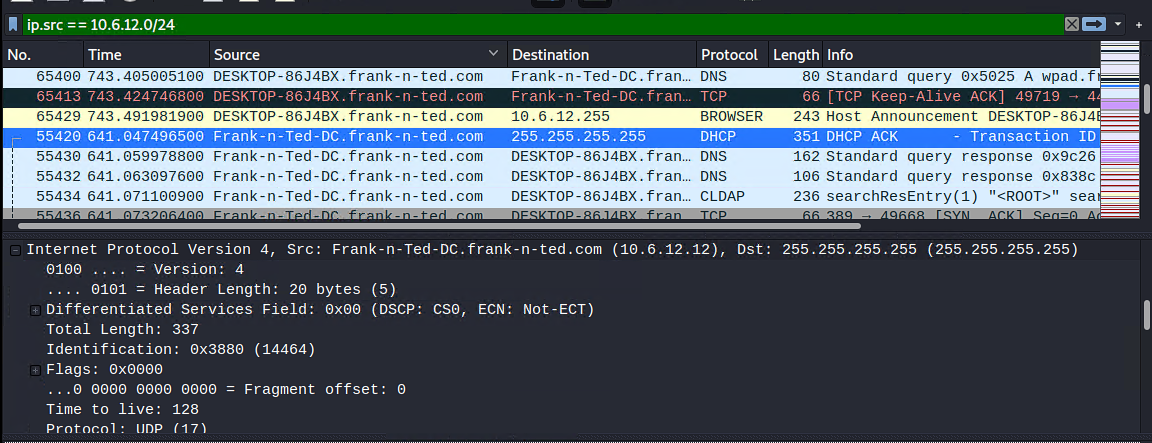 ip.src == 10.6.12.0/24
No. Time Source Destination Protocol Length Info
65400 743.405005100 DESKTOP-86J4BX.frank-n-ted.com Frank-n-Ted-DC.fran… DNS 80 Standard query 0x5025 A wpad.fr
65413 743.424746800 DESKTOP-86J4BX.frank-n-ted.com Frank-n-Ted-DC.fran… TCP 66 [TCP Keep-Alive ACK] 49719 → 44
65429 743.491981900 DESKTOP-86J4BX.frank-n-ted.com 10.6.12.255 BROWSER 243 Host Announcement DESKTOP-86J4B
55420 641.047496500 Frank-n-Ted-DC.frank-n-ted.com 255.255.255.255 DHCP 351 DHCP ACK - Transaction ID
55430 641.059978800 Frank-n-Ted-DC.frank-n-ted.com DESKTOP-86J4BX.fran… DNS 162 Standard query response 0x9c26
55432 641.063097600 Frank-n-Ted-DC.frank-n-ted.com DESKTOP-86J4BX.fran… DNS 106 Standard query response 0x838c
55434 641.071100900 Frank-n-Ted-DC.frank-n-ted.com DESKTOP-86J4BX.fran… CLDAP 236 searchResEntry(1) "<ROOT>" sear
55436 641.073206400 Frank-n-Ted-DC.frank-n-ted.com DESKTOP-86J4BX.fran… TCP 66 389 → 49668 [SYN, ACK] Seq=0 Ac
Internet Protocol Version 4, Src: Frank-n-Ted-DC.frank-n-ted.com (10.6.12.12), Dst: 255.255.255.255 (255.255.255.255)
0100 .... = Version: 4
.... 0101 = Header Length: 20 bytes (5)
Differentiated Services Field: 0x00 (DSCP: CS0, ECN: Not-ECT)
Total Length: 337
Identification: 0x3880 (14464)
Flags: 0x0000
...0 0000 0000 0000 = Fragment offset: 0
Time to live: 128
Protocol: UDP (17)